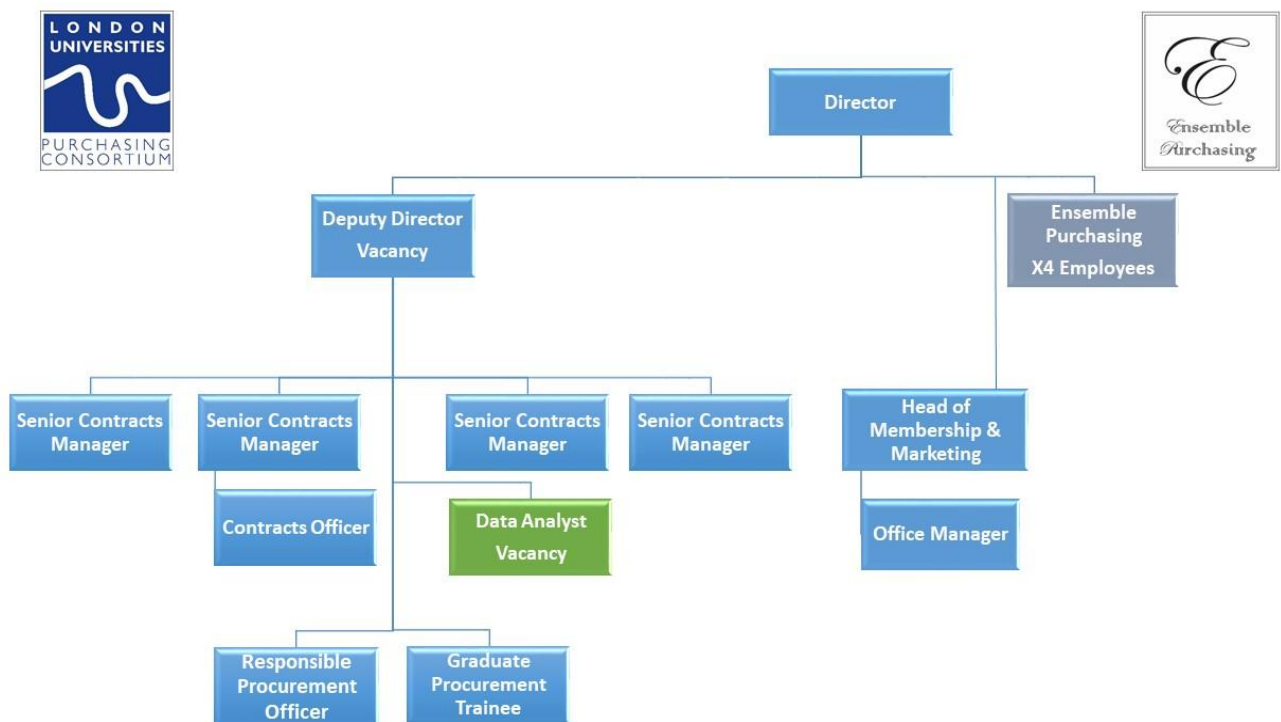 LONDON
UNIVERSITIES
PURCHASING
CONSORTIUM
Director
Ensemble
Purchasing
Deputy Director
Vacancy
Ensemble
Purchasing
X4 Employees
Senior Contracts
Manager
Senior Contracts
Manager
Senior Contracts
Manager
Senior Contracts
Manager
Head of
Membership &
Marketing
Contracts Officer
Data Analyst
Vacancy
Office Manager
Responsible
Procurement
Officer
Graduate
Procurement
Trainee